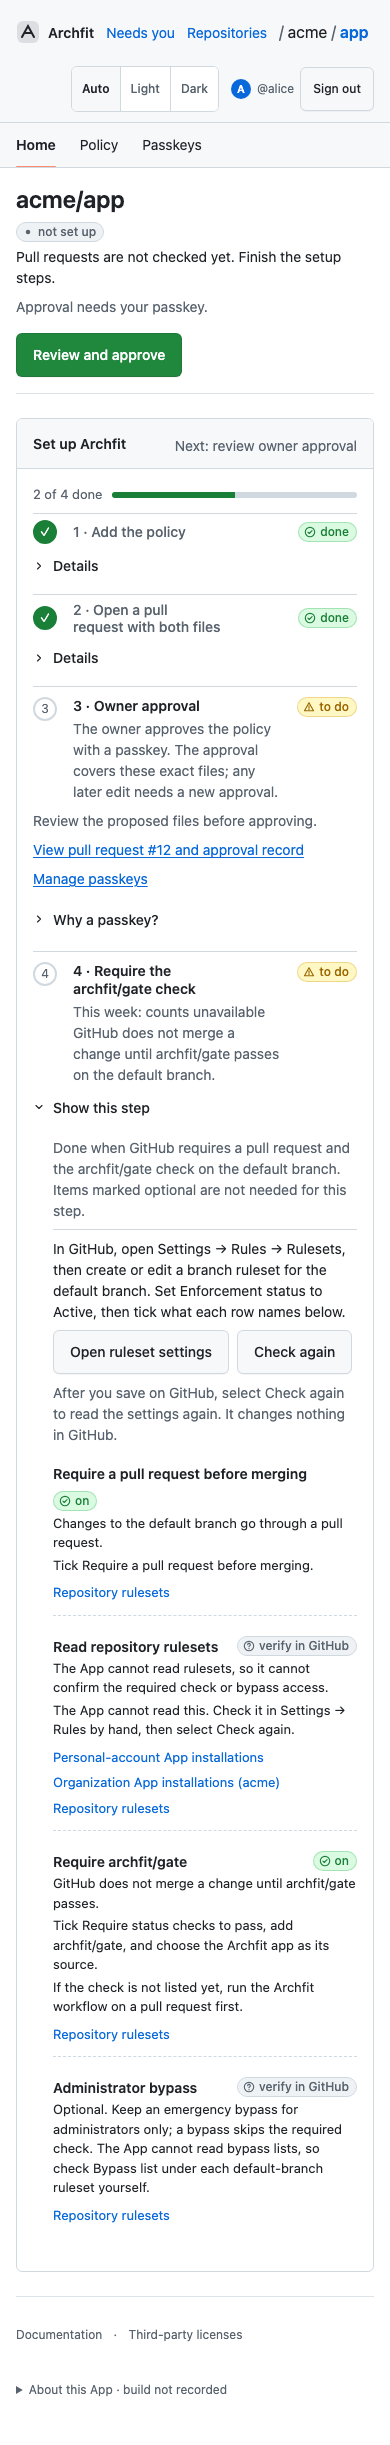 Archfit Needs you Repositories / acme / app
Auto Light Dark A @alice Sign out
Home Policy Passkeys
acme/app
not set up
Pull requests are not checked yet. Finish the setup
steps.
Approval needs your passkey.
Review and approve
Set up Archfit Next: review owner approval
2 of 4 done
1 · Add the policy done
Details
2 · Open a pull
request with both files done
Details
3 3 · Owner approval to do
The owner approves the policy
with a passkey. The approval
covers these exact files; any
later edit needs a new approval.
Review the proposed files before approving.
View pull request #12 and approval record
Manage passkeys
Why a passkey?
4 4 · Require the
archfit/gate check to do
This week: counts unavailable
GitHub does not merge a
change until archfit/gate passes
on the default branch.
Show this step
Done when GitHub requires a pull request and
the archfit/gate check on the default branch.
Items marked optional are not needed for this
step.
In GitHub, open Settings → Rules → Rulesets,
then create or edit a branch ruleset for the
default branch. Set Enforcement status to
Active, then tick what each row names below.
Open ruleset settings Check again
After you save on GitHub, select Check again
to read the settings again. It changes nothing
in GitHub.
Require a pull request before merging
on
Changes to the default branch go through a pull
request.
Tick Require a pull request before merging.
Repository rulesets
Read repository rulesets verify in GitHub
The App cannot read rulesets, so it cannot
confirm the required check or bypass access.
The App cannot read this. Check it in Settings →
Rules by hand, then select Check again.
Personal-account App installations
Organization App installations (acme)
Repository rulesets
Require archfit/gate on
GitHub does not merge a change until archfit/gate
passes.
Tick Require status checks to pass, add
archfit/gate, and choose the Archfit app as its
source.
If the check is not listed yet, run the Archfit
workflow on a pull request first.
Repository rulesets
Administrator bypass verify in GitHub
Optional. Keep an emergency bypass for
administrators only; a bypass skips the required
check. The App cannot read bypass lists, so
check Bypass list under each default-branch
ruleset yourself.
Repository rulesets
Documentation · Third-party licenses
About this App · build not recorded